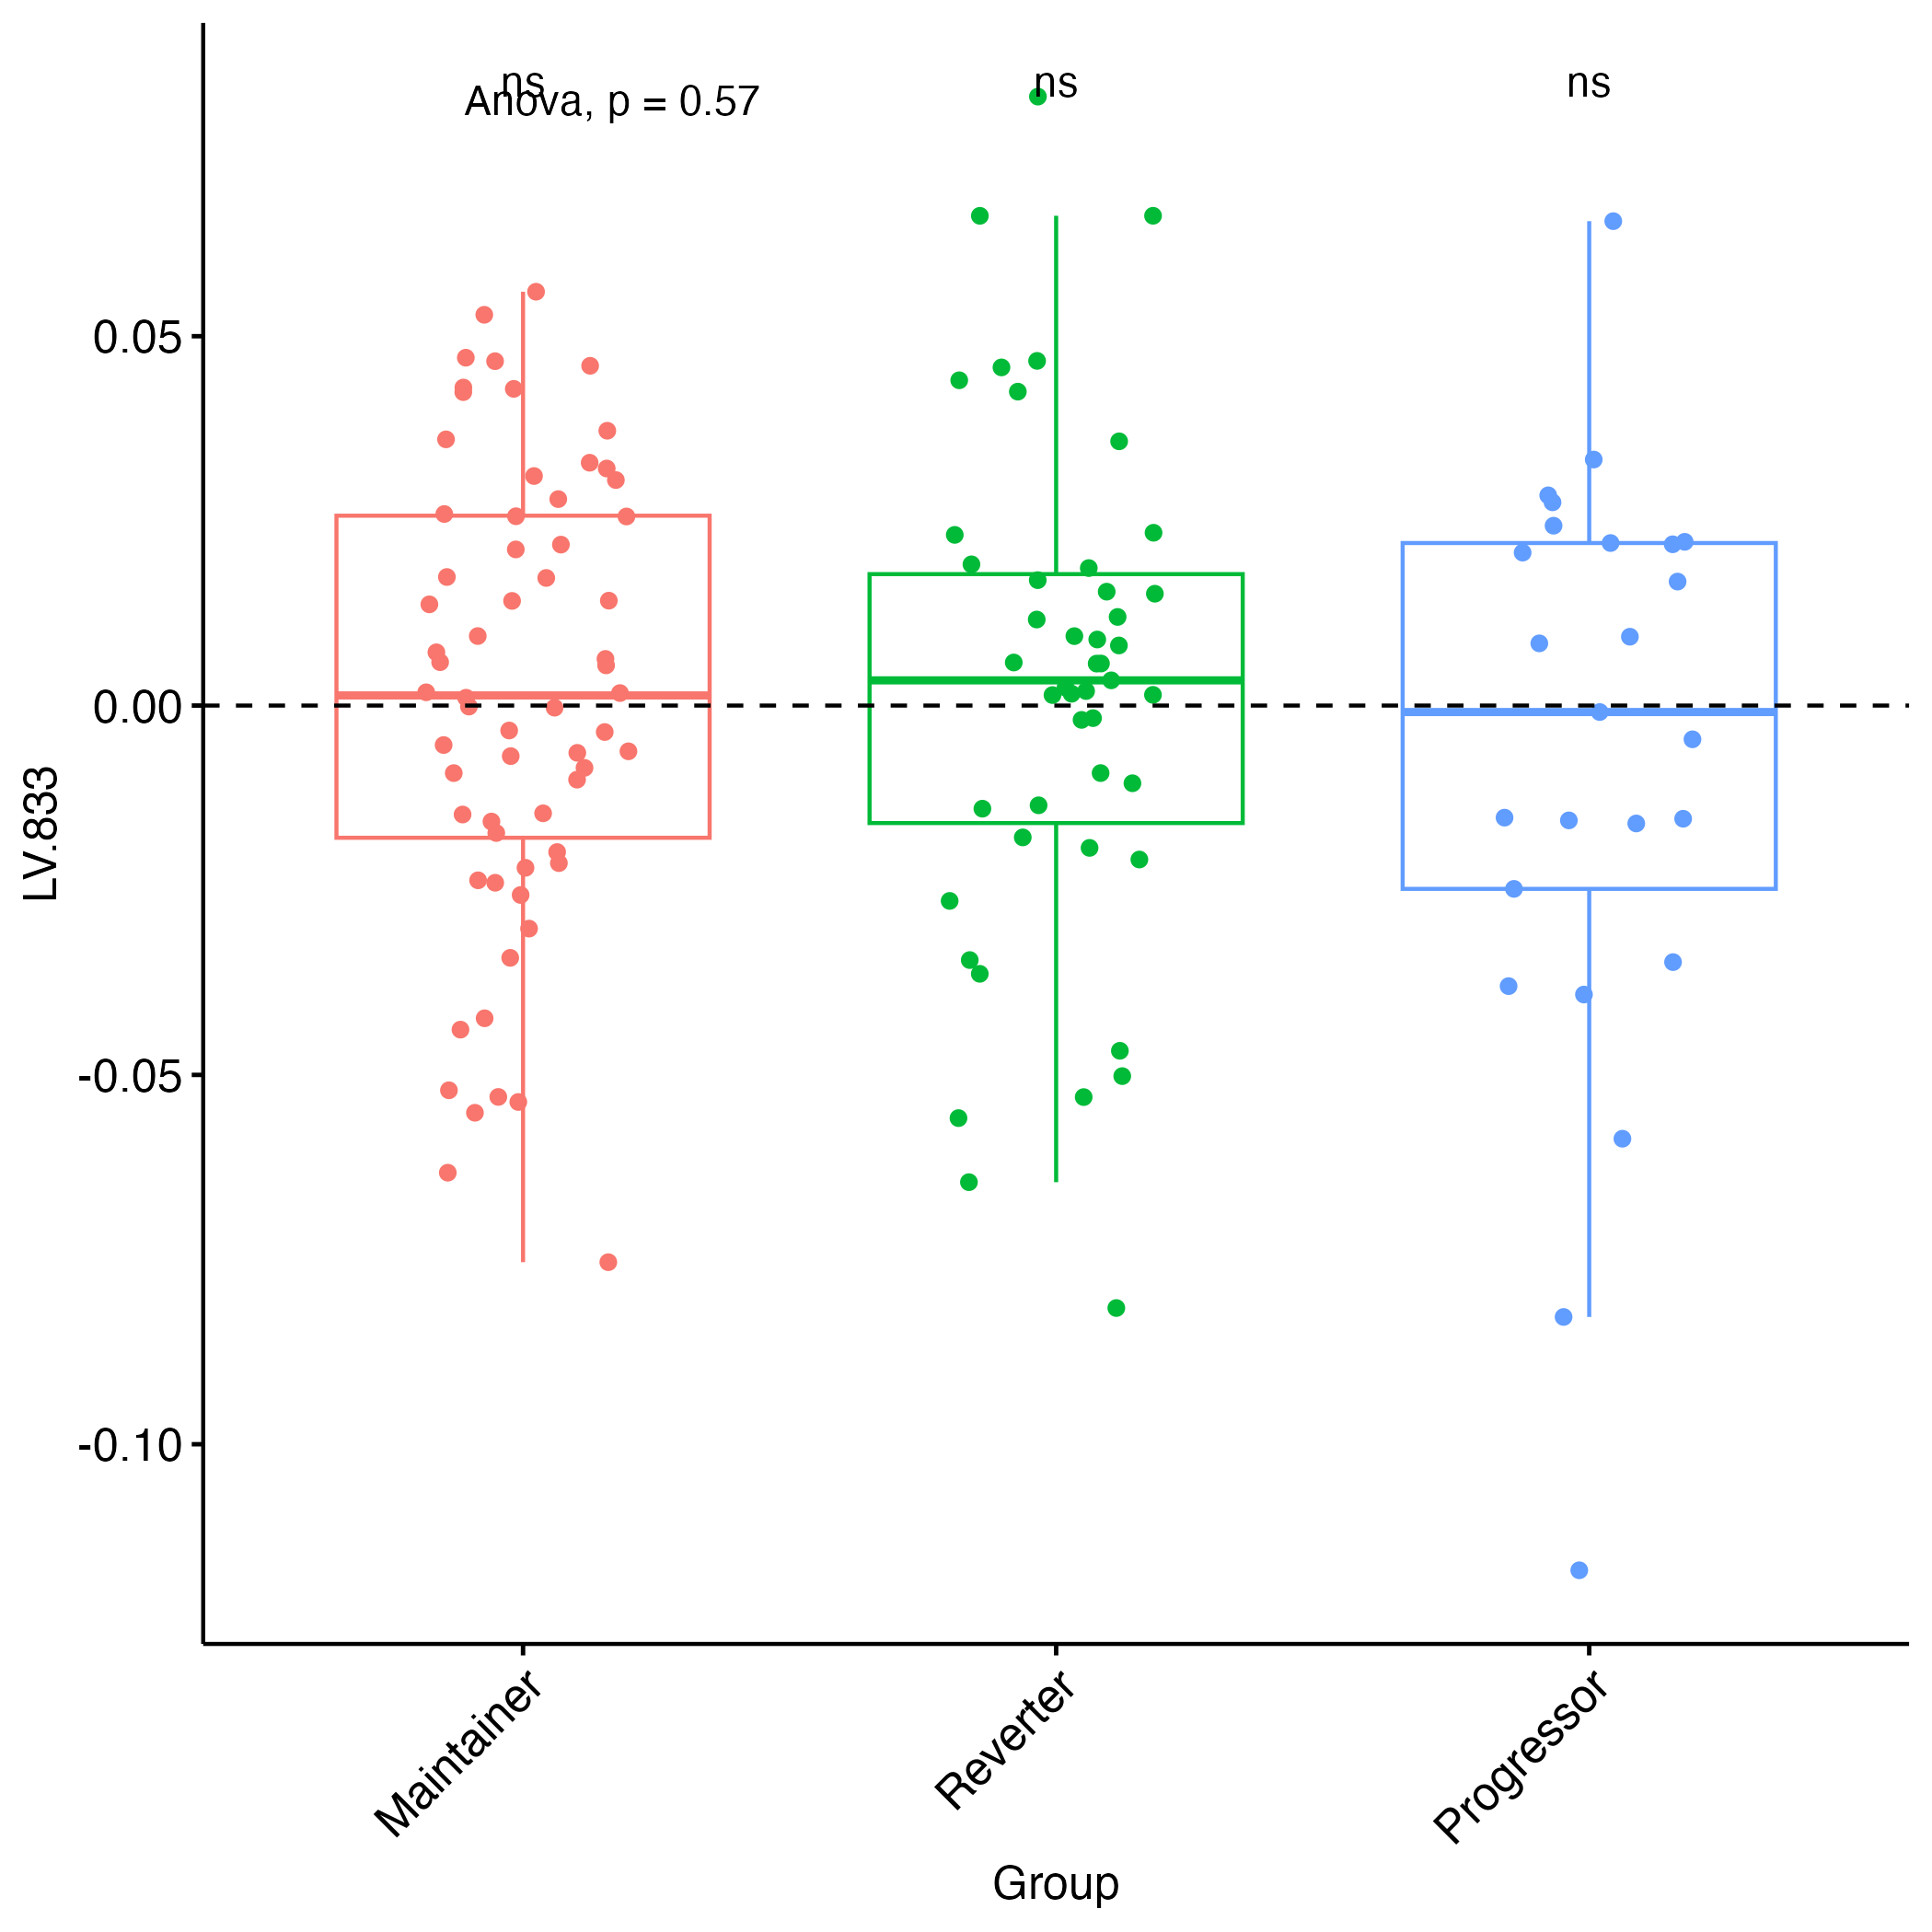 ns
ns
ns
Anova, p = 0.57
0.05
0.00
-0.05
-0.10
LV.833
Maintainer
Reverter
Progressor
Group